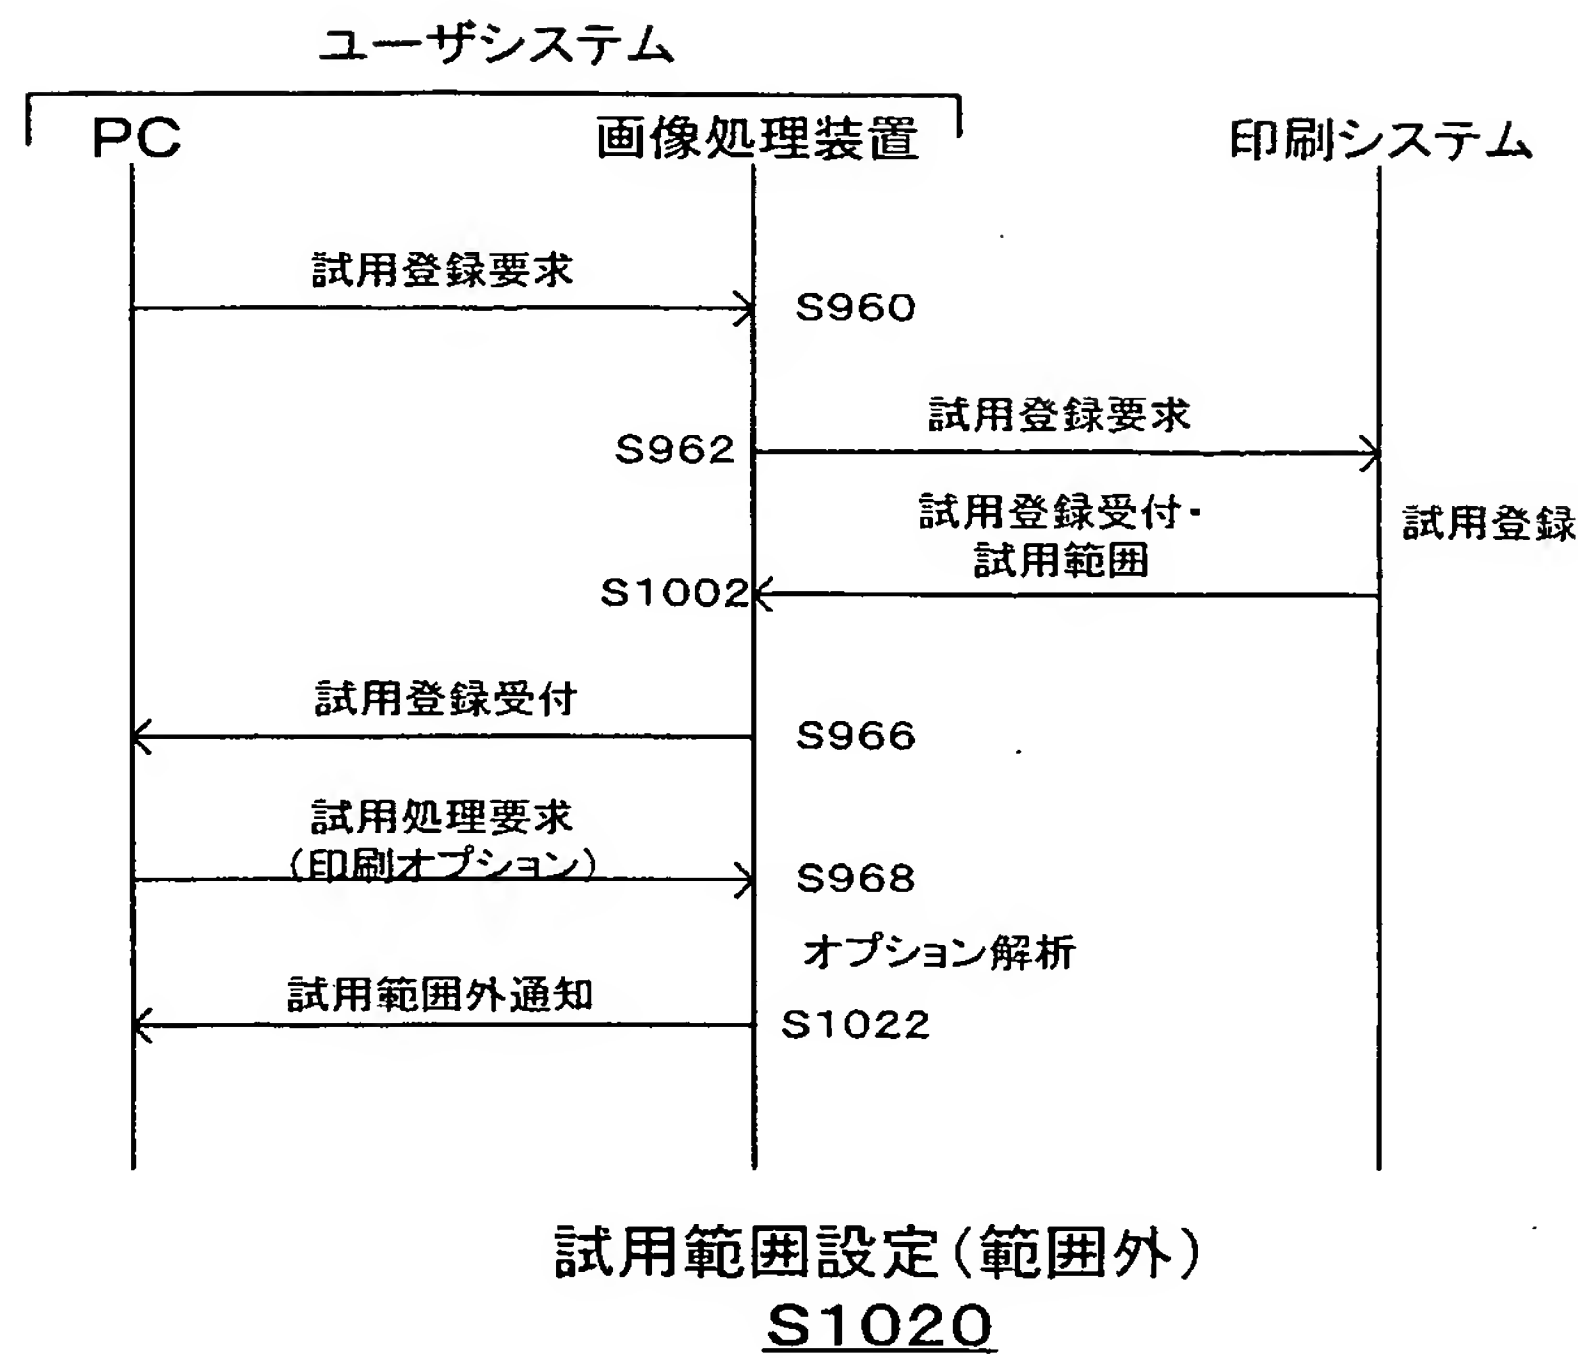 ユーザシステム
PC
画像処理装置
印刷システム
試用登録要求
S960
試用登録要求
S962
試用登録受付・
試用範囲
試用登録
S1002
試用登録受付
S966
試用処理要求
(印刷オプション)
S968
オプション解析
試用範囲外通知
S1022
試用範囲設定(範囲外)
S1020